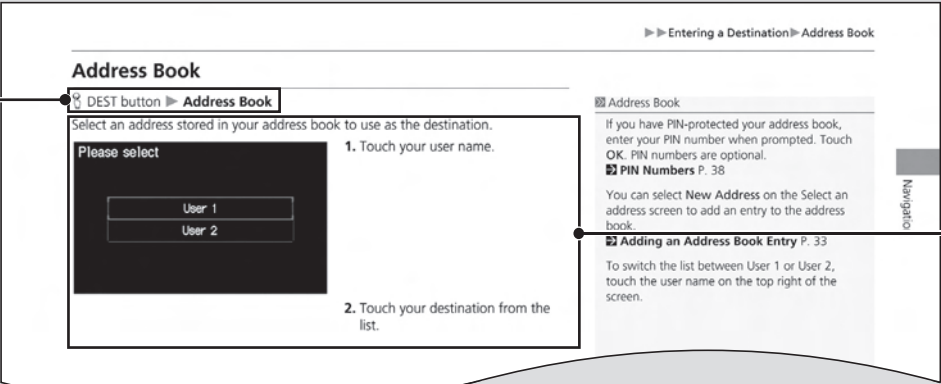 ▶▶Entering a Destination▶Address Book
Address Book
DEST button ▶ Address Book
Select an address stored in your address book to use as the destination.
Please select
User 1
User 2
1. Touch your user name.
2. Touch your destination from the
list.
Address Book
If you have PIN-protected your address book,
enter your PIN number when prompted. Touch
OK. PIN numbers are optional.
PIN Numbers P. 38
You can select New Address on the Select an
address screen to add an entry to the address
book.
Adding an Address Book Entry P. 33
To switch the list between User 1 or User 2,
touch the user name on the top right of the
screen.
Navigatio